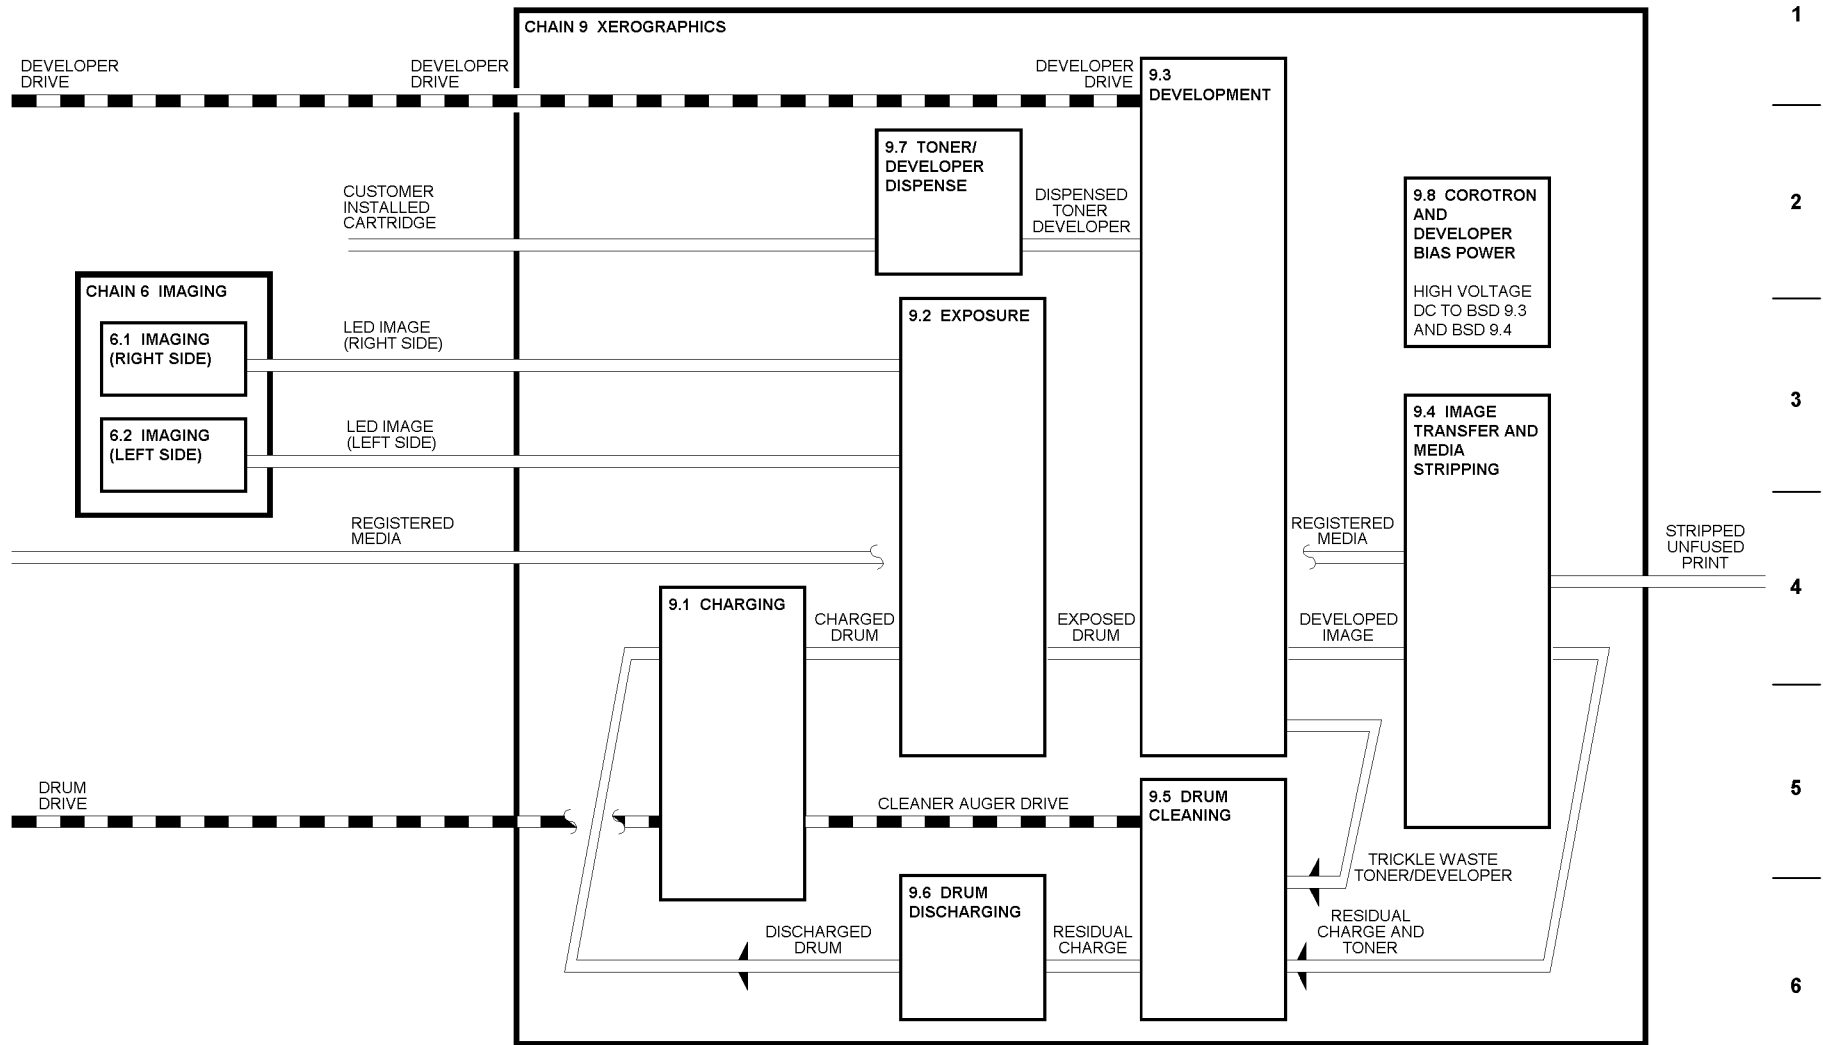 1
CHAIN 9 XEROGRAPHICS
DEVELOPER
DRIVE
DEVELOPER
DRIVE
DEVELOPER
DRIVE
9.3
DEVELOPMENT
9.7 TONER/
DEVELOPER
DISPENSE
CUSTOMER
INSTALLED
CARTRIDGE
DISPENSED
TONER
DEVELOPER
9.8 COROTRON
AND
DEVELOPER
BIAS POWER
HIGH VOLTAGE
DC TO BSD 9.3
AND BSD 9.4
2
CHAIN 6 IMAGING
6.1 IMAGING
(RIGHT SIDE)
LED IMAGE
(RIGHT SIDE)
9.2 EXPOSURE
6.2 IMAGING
(LEFT SIDE)
LED IMAGE
(LEFT SIDE)
9.4 IMAGE
TRANSFER AND
MEDIA
STRIPPING
3
REGISTERED
MEDIA
REGISTERED
MEDIA
STRIPPED
UNFUSED
PRINT
4
9.1 CHARGING
CHARGED
DRUM
EXPOSED
DRUM
DEVELOPED
IMAGE
DRUM
DRIVE
CLEANER AUGER DRIVE
9.5 DRUM
CLEANING
5
TRICKLE WASTE
TONER/DEVELOPER
9.6 DRUM
DISCHARGING
DISCHARGED
DRUM
RESIDUAL
CHARGE
RESIDUAL
CHARGE AND
TONER
6